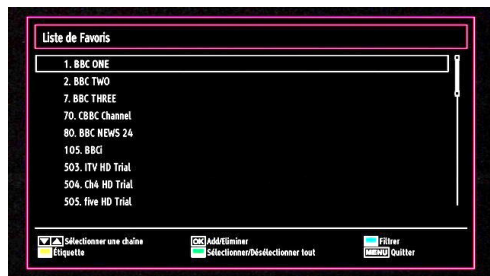 Liste de Favoris
1. BBC ONE
2. BBC TWO
7. BBC THREE
70. CBBC Channel
80. BBC NEWS 24
105. BBCi
503. ITV HD Trial
504. Ch4 HD Trial
505. five HD Trial
Sélectionner une chaîne OK Add/Eliminer Filtrer
Étiquette Sélectionner/Désélectionner tout MENU Quitter